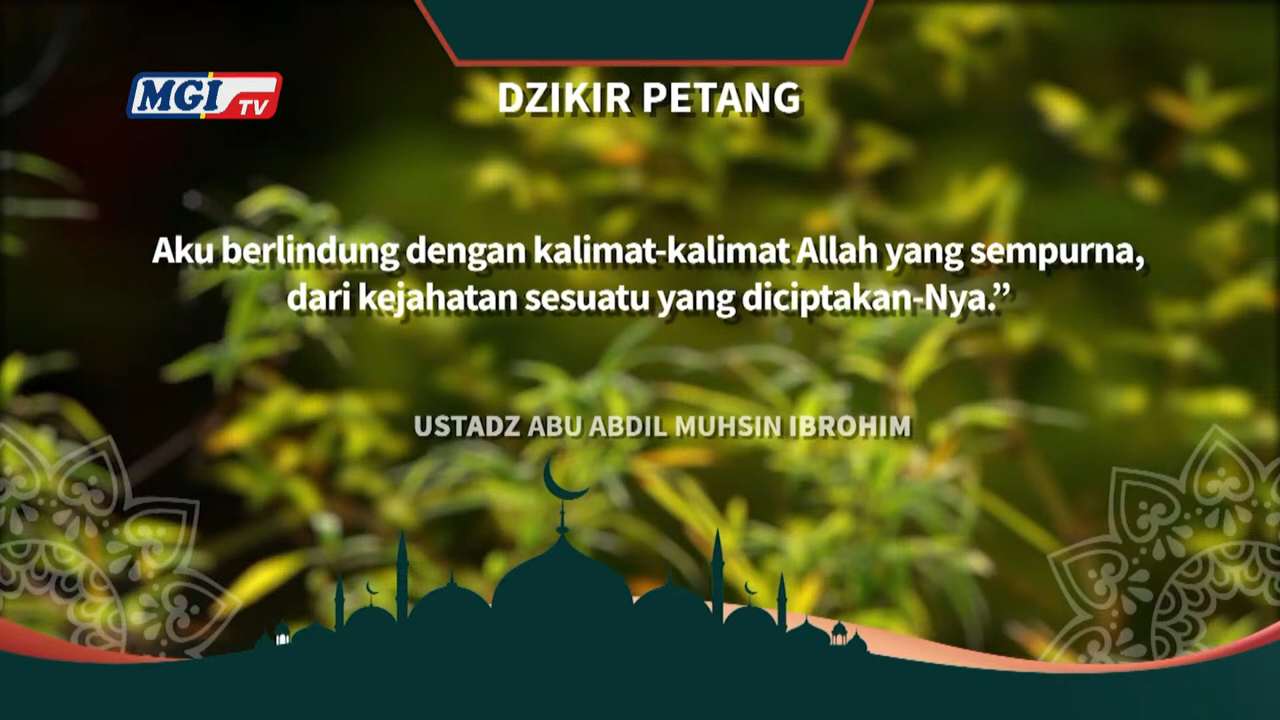 MGI TV
DZIKIR PETANG
Aku berlindung dengan kalimat-kalimat Allah yang sempurna,
dari kejahatan sesuatu yang diciptakan-Nya.”
USTADZ ABU ABDIL MUHSIN IBROHIM